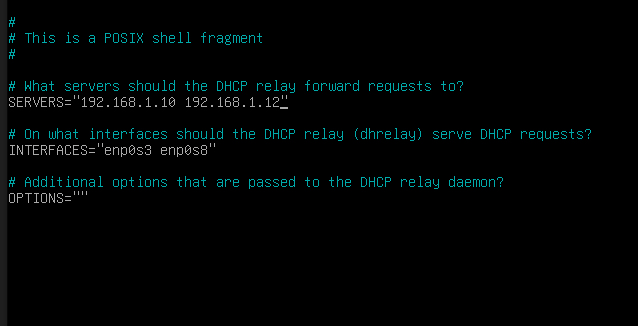 #
# This is a POSIX shell fragment
#
# What servers should the DHCP relay forward requests to?
SERVERS="192.168.1.10 192.168.1.12"
# On what interfaces should the DHCP relay (dhrelay) serve DHCP requests?
INTERFACES="enp0s3 enp0s8"
# Additional options that are passed to the DHCP relay daemon?
OPTIONS=""